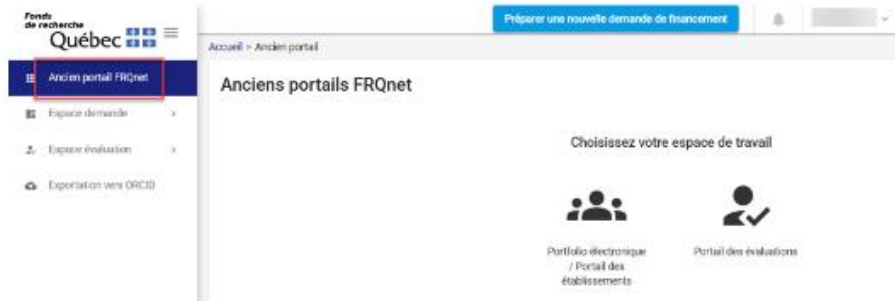 Fonds
de recherche
Québec
Préparer une nouvelle demande de financement
Accueil > Ancien portail
Ancien portail FRQnet
Anciens portails FRQnet
Espace demande
Choisissez votre espace de travail
Espace évaluation
Exportation vers ORCID
Portfolio électronique
/ Portail des
établissements
Portail des évaluations